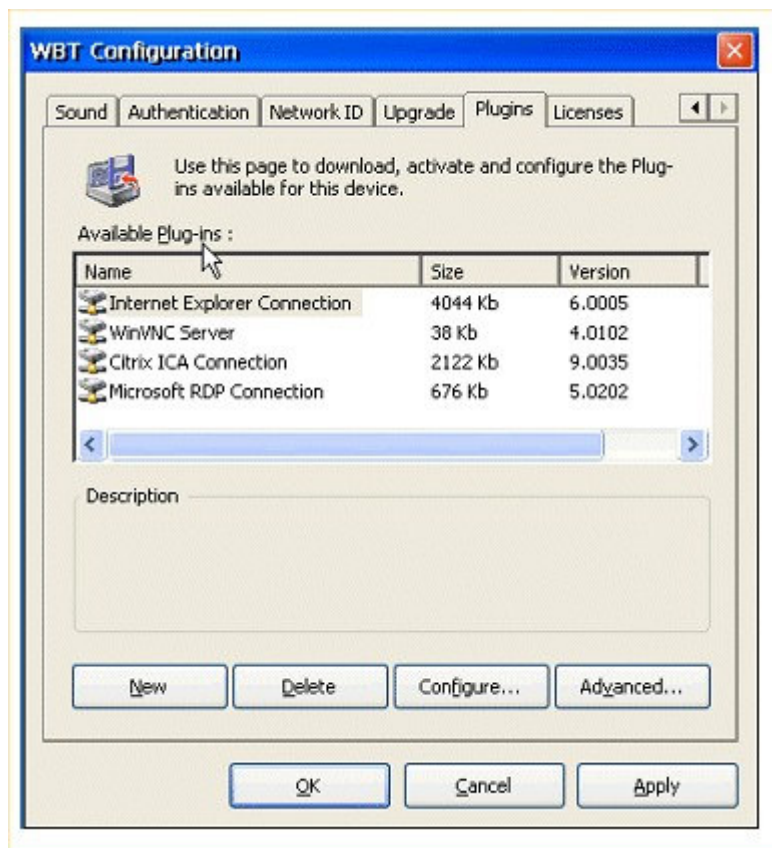 WBT Configuration
Sound Authentication Network ID Upgrade Plugins Licenses
Use this page to download, activate and configure the Plug-
ins available for this device.
Available Plug-ins :
Name Size Version
Internet Explorer Connection 4044 Kb 6.0005
WinVNC Server 38 Kb 4.0102
Citrix ICA Connection 2122 Kb 9.0035
Microsoft RDP Connection 676 Kb 5.0202
Description
New Delete Configure... Advanced...
OK Cancel Apply